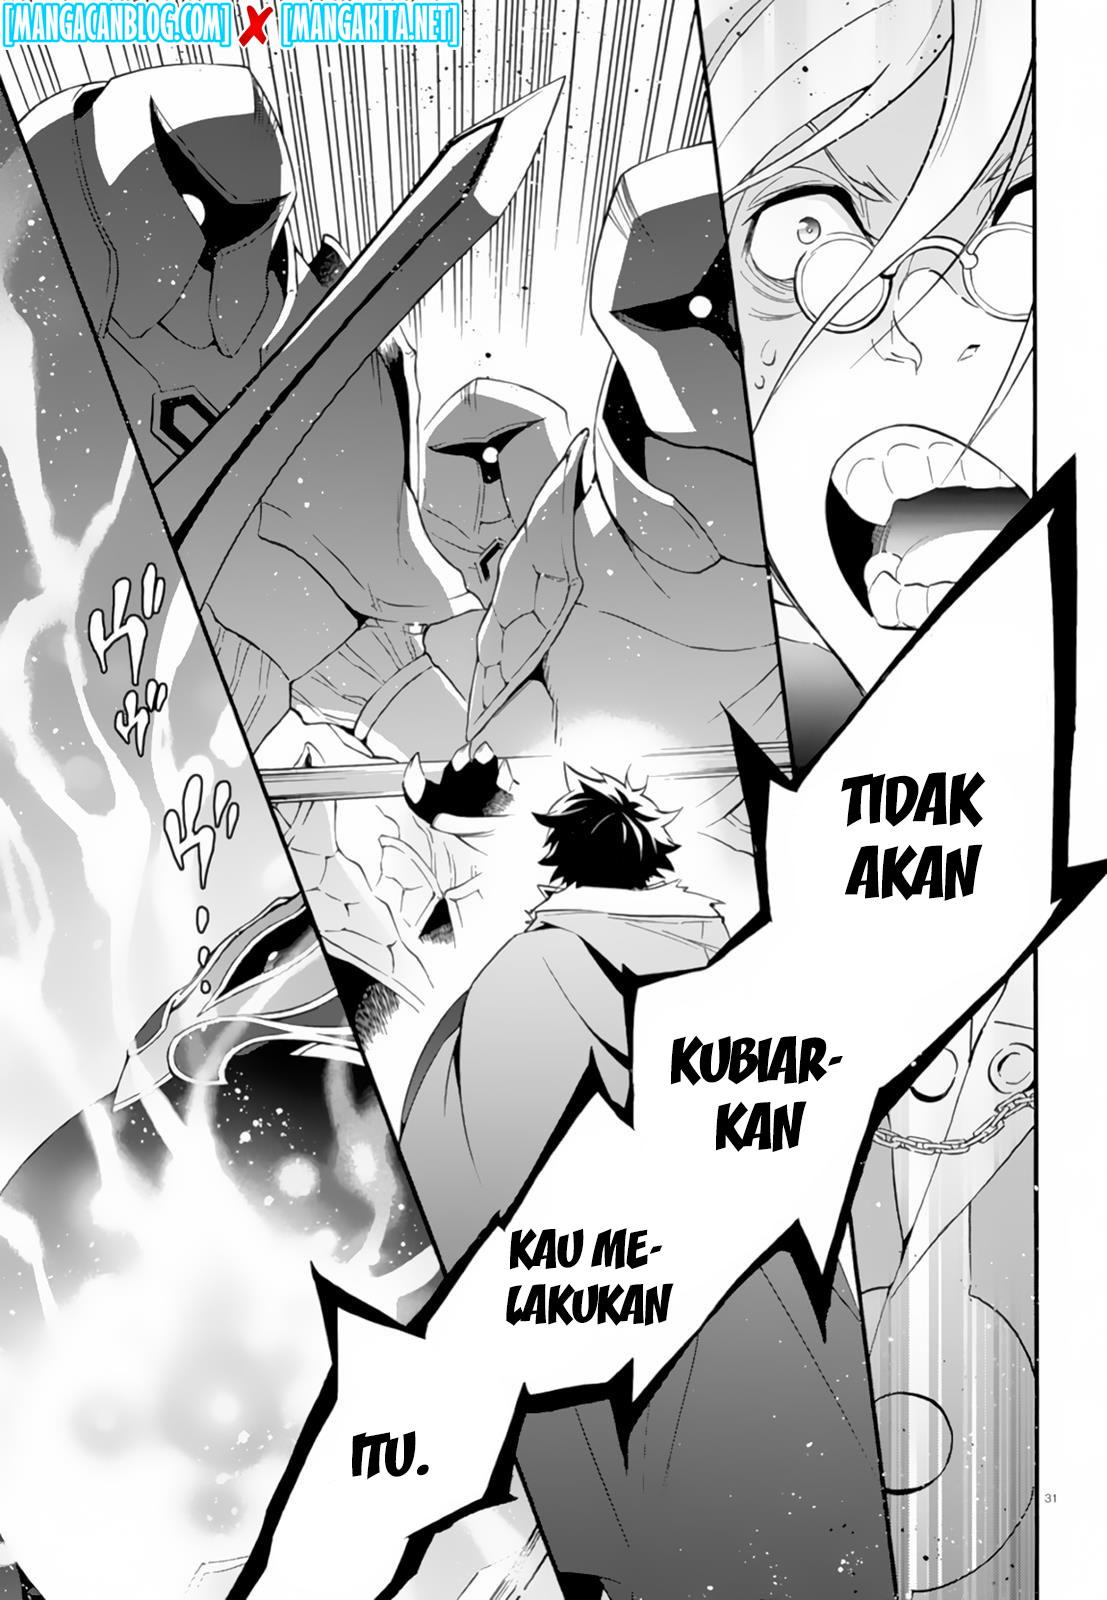 [MANGACANBLOG.COM] X [MANGAKITA.NET]
TIDAK
AKAN
KUBIAR-
KAN
KAU ME-
LAKUKAN
ITU.
31